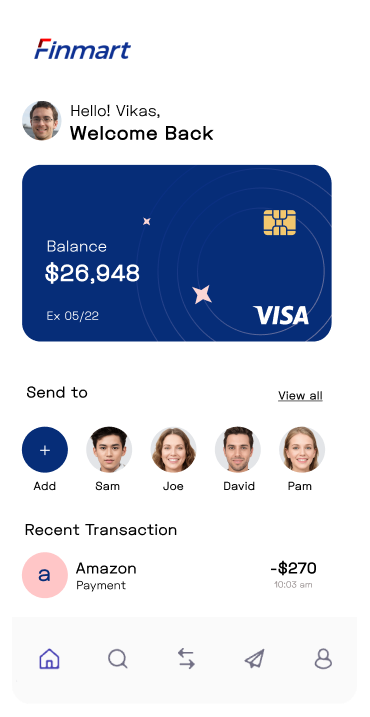 Finmart
Hello! Vikas,
Welcome Back
Balance
$26,948
Ex 05/22
VISA
Send to
View all
+
Add
Sam
Joe
David
Pam
Recent Transaction
a
Amazon
-$270
Payment
10:03 am